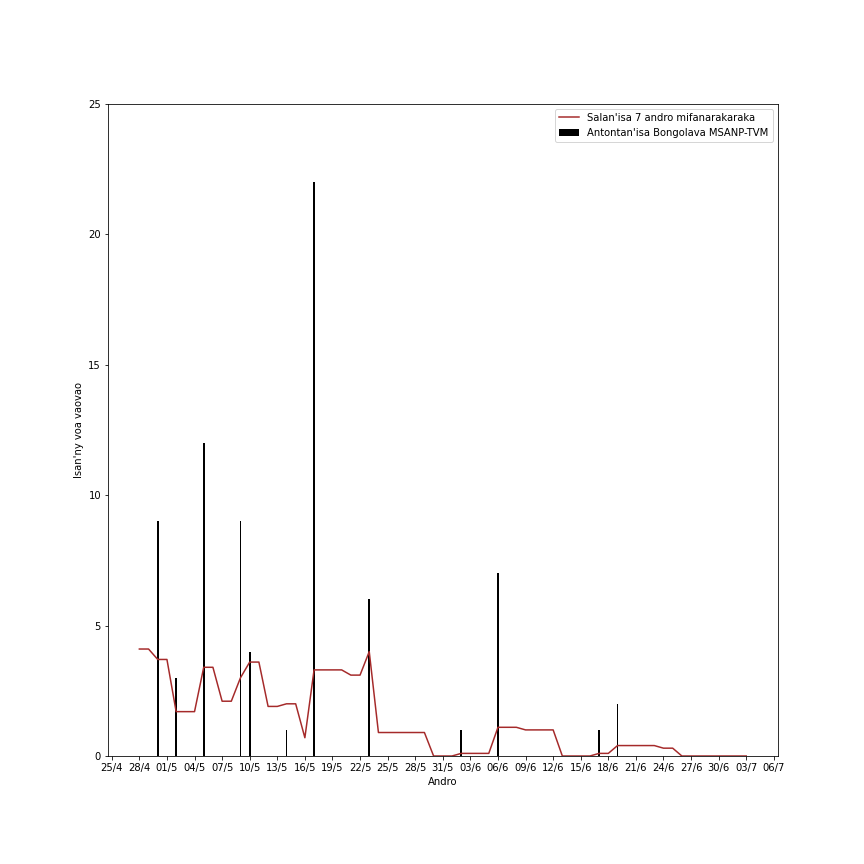 25
Salan'isa 7 andro mifanarakaraka
Antontan'isa Bongolava MSANP-TVM
20
15
Isan'ny voa vaovao
10
5
0
25/4 28/4 01/5 04/5 07/5 10/5 13/5 16/5 19/5 22/5 25/5 28/5 31/5 03/6 06/6 09/6 12/6 15/6 18/6 21/6 24/6 27/6 30/6 03/7 06/7
Andro